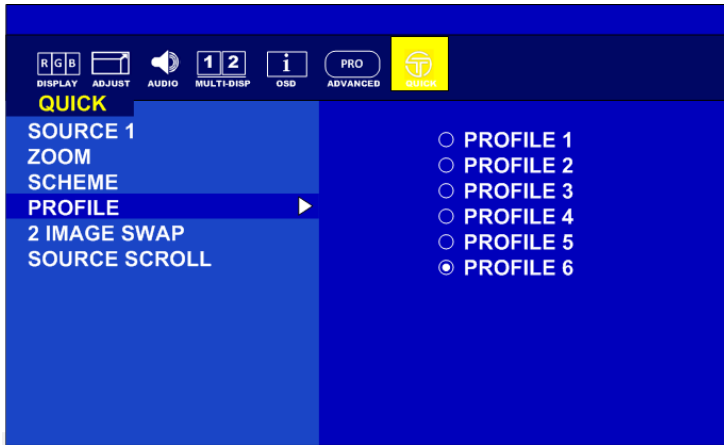 R G B
1 2
i
PRO
DISPLAY ADJUST AUDIO MULTI-DISP OSD ADVANCED QUICK
QUICK
SOURCE 1
ZOOM
SCHEME
PROFILE
2 IMAGE SWAP
SOURCE SCROLL
PROFILE 1
PROFILE 2
PROFILE 3
PROFILE 4
PROFILE 5
PROFILE 6